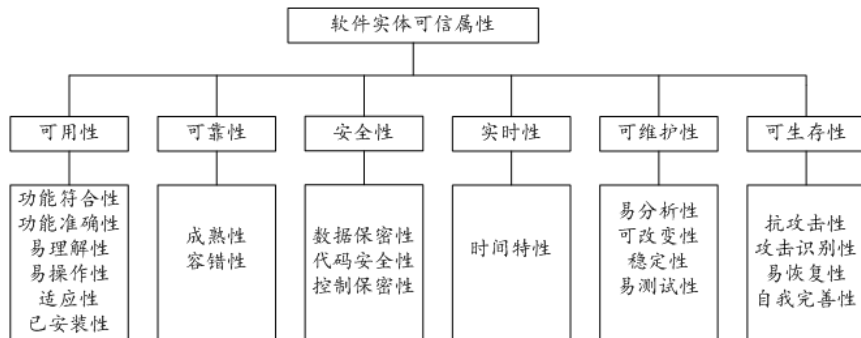 软件实体可信属性
可用性
可靠性
安全性
实时性
可维护性
可生存性
功能符合性
功能准确性
易理解性
易操作性
适应性
已安装性
成熟性
容错性
数据保密性
代码安全性
控制保密性
时间特性
易分析性
可改变性
稳定性
易测试性
抗攻击性
攻击识别性
易恢复性
自我完善性